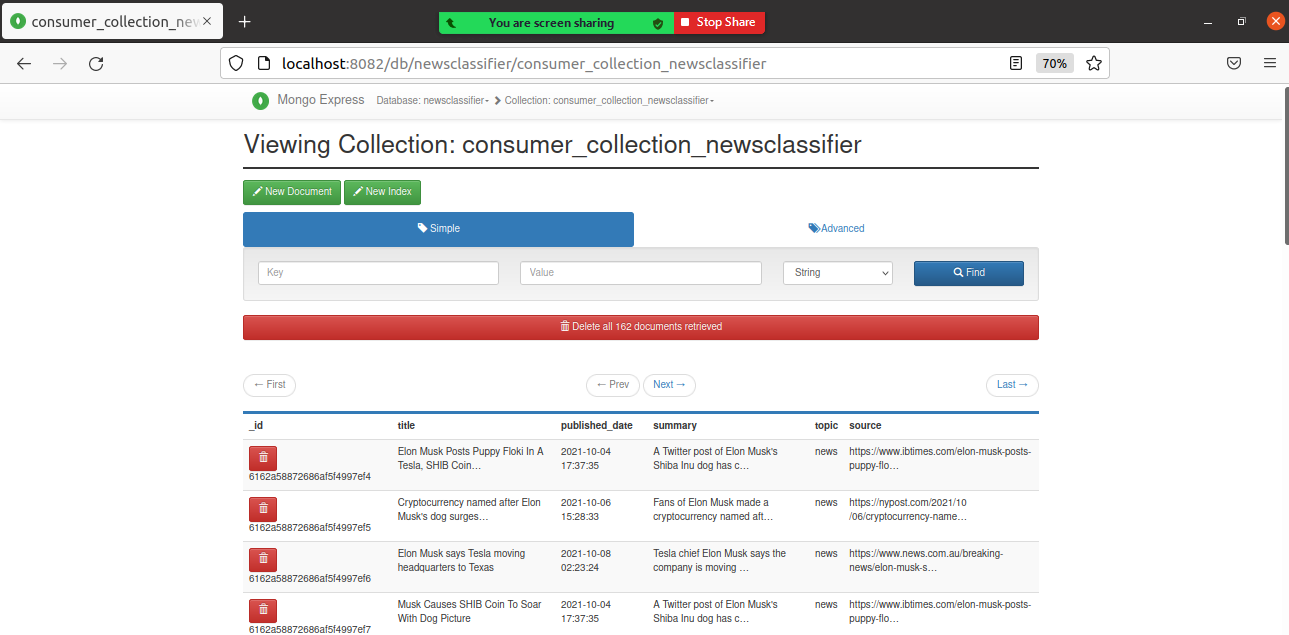 consumer_collection_new
You are screen sharing
Stop Share
localhost:8082/db/newsclassifier/consumer_collection_newsclassifier
70%
Mongo Express
Database: newsclassifier
Collection: consumer_collection_newsclassifier
Viewing Collection: consumer_collection_newsclassifier
New Document
New Index
Simple
Advanced
Key
Value
String
Find
Delete all 162 documents retrieved
← First
← Prev
Next →
Last →
_id title published_date summary topic source
Elon Musk Posts Puppy Floki In A 2021-10-04 A Twitter post of Elon Musk's news https://www.ibtimes.com/elon-musk-posts-
Tesla, SHIB Coin… 17:37:35 Shiba Inu dog has c… puppy-flo…
6162a58872686af5f4997ef4
Cryptocurrency named after Elon 2021-10-06 Fans of Elon Musk made a news https://nypost.com/2021/10
Musk's dog surges… 15:28:33 cryptocurrency named aft… /06/cryptocurrency-name…
6162a58872686af5f4997ef5
Elon Musk says Tesla moving 2021-10-08 Tesla chief Elon Musk says the news https://www.news.com.au/breaking-
headquarters to Texas 02:23:24 company is moving … news/elon-musk-s…
6162a58872686af5f4997ef6
Musk Causes SHIB Coin To Soar 2021-10-04 A Twitter post of Elon Musk's news https://www.ibtimes.com/elon-musk-posts-
With Dog Picture 17:37:35 Shiba Inu dog has c… puppy-flo…
6162a58872686af5f4997ef7